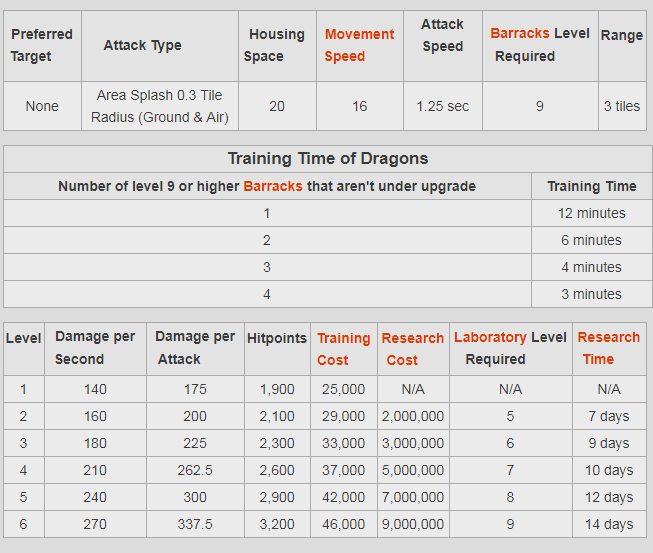 Preferred Target Attack Type Housing Space Movement Speed Attack Speed Barracks Level Required Range
None Area Splash 0.3 Tile Radius (Ground & Air) 20 16 1.25 sec 9 3 tiles
Training Time of Dragons
Number of level 9 or higher Barracks that aren't under upgrade Training Time
1 12 minutes
2 6 minutes
3 4 minutes
4 3 minutes
Level Damage per Second Damage per Attack Hitpoints Training Cost Research Cost Laboratory Level Required Research Time
1 140 175 1,900 25,000 N/A N/A N/A
2 160 200 2,100 29,000 2,000,000 5 7 days
3 180 225 2,300 33,000 3,000,000 6 9 days
4 210 262.5 2,600 37,000 5,000,000 7 10 days
5 240 300 2,900 42,000 7,000,000 8 12 days
6 270 337.5 3,200 46,000 9,000,000 9 14 days